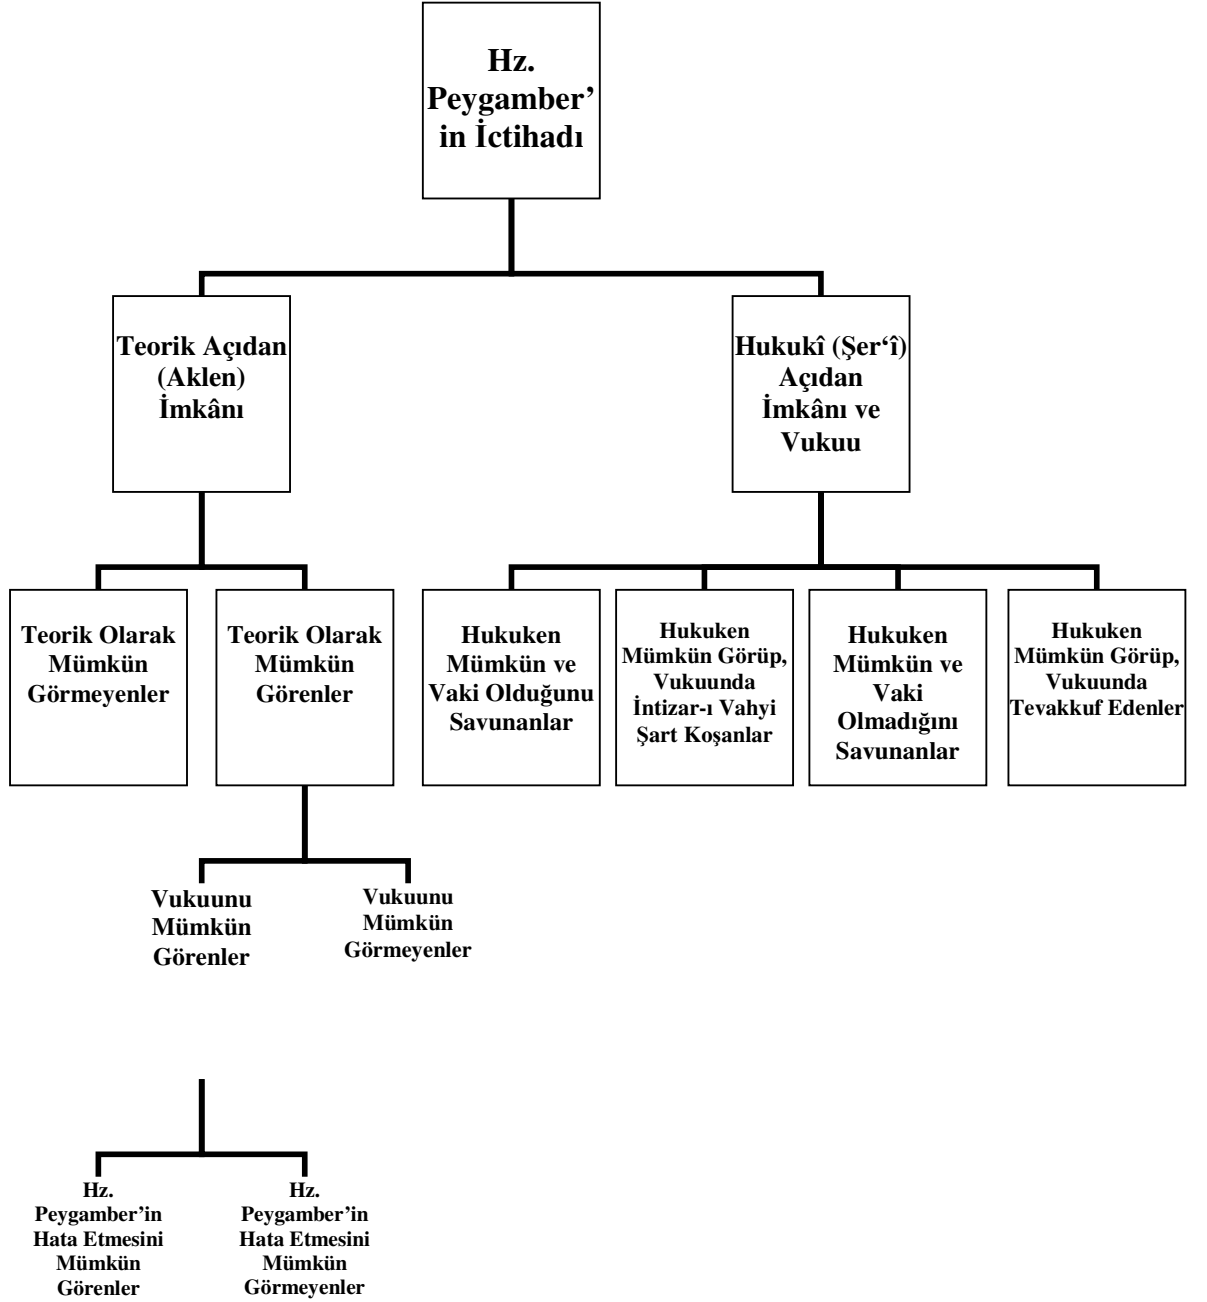 Hz.
Peygamber’
in İctihadı
Teorik Açıdan
(Aklen)
İmkânı
Hukukî (Şer‘î)
Açıdan
İmkânı ve
Vukuu
Teorik Olarak
Mümkün
Görmeyenler
Teorik Olarak
Mümkün
Görenler
Hukuken
Mümkün ve
Vaki Olduğunu
Savunanlar
Hukuken
Mümkün Görüp,
Vukuunda
İntizar-ı Vahyi
Şart Koşanlar
Hukuken
Mümkün ve
Vaki
Olmadığını
Savunanlar
Hukuken
Mümkün Görüp,
Vukuunda
Tevakkuf Edenler
Vukuunu
Mümkün
Görenler
Vukuunu
Mümkün
Görmeyenler
Hz.
Peygamber’in
Hata Etmesini
Mümkün
Görenler
Hz.
Peygamber’in
Hata Etmesini
Mümkün
Görmeyenler